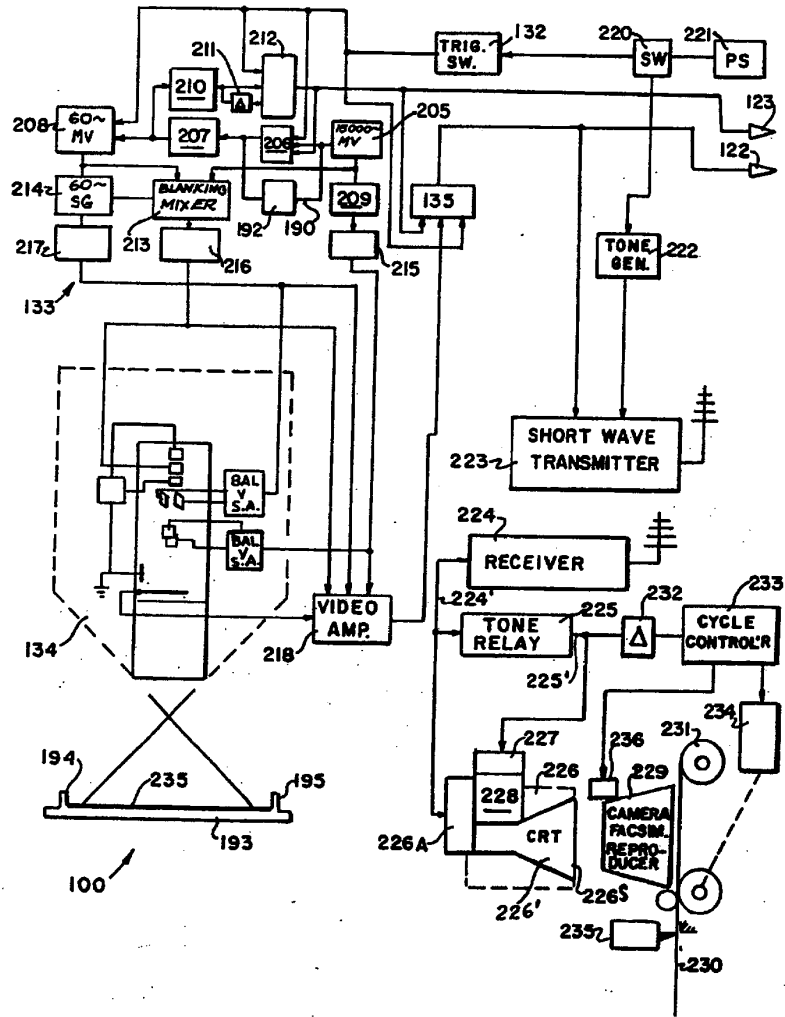 211
212
132
220
221
TRIG.
SW.
SW
PS
210
Δ
205
123
208
60~
MV
207
206
15000~
MV
122
214
60~
SG
BLANKING
MIXER
209
135
217
213
192
190
216
215
TONE
GEN.
222
133
BAL
V
S.A.
BAL
V
S.A.
223
SHORT WAVE
TRANSMITTER
224
RECEIVER
134
VIDEO
AMP.
218
224'
225
232
233
TONE
RELAY
Δ
CYCLE
CONTROL'R
225'
194
235
195
193
100
227
226
236
229
231
234
228
226A
CRT
CAMERA
FACSIM.
REPRO-
DUCER
226'
226S
235
230